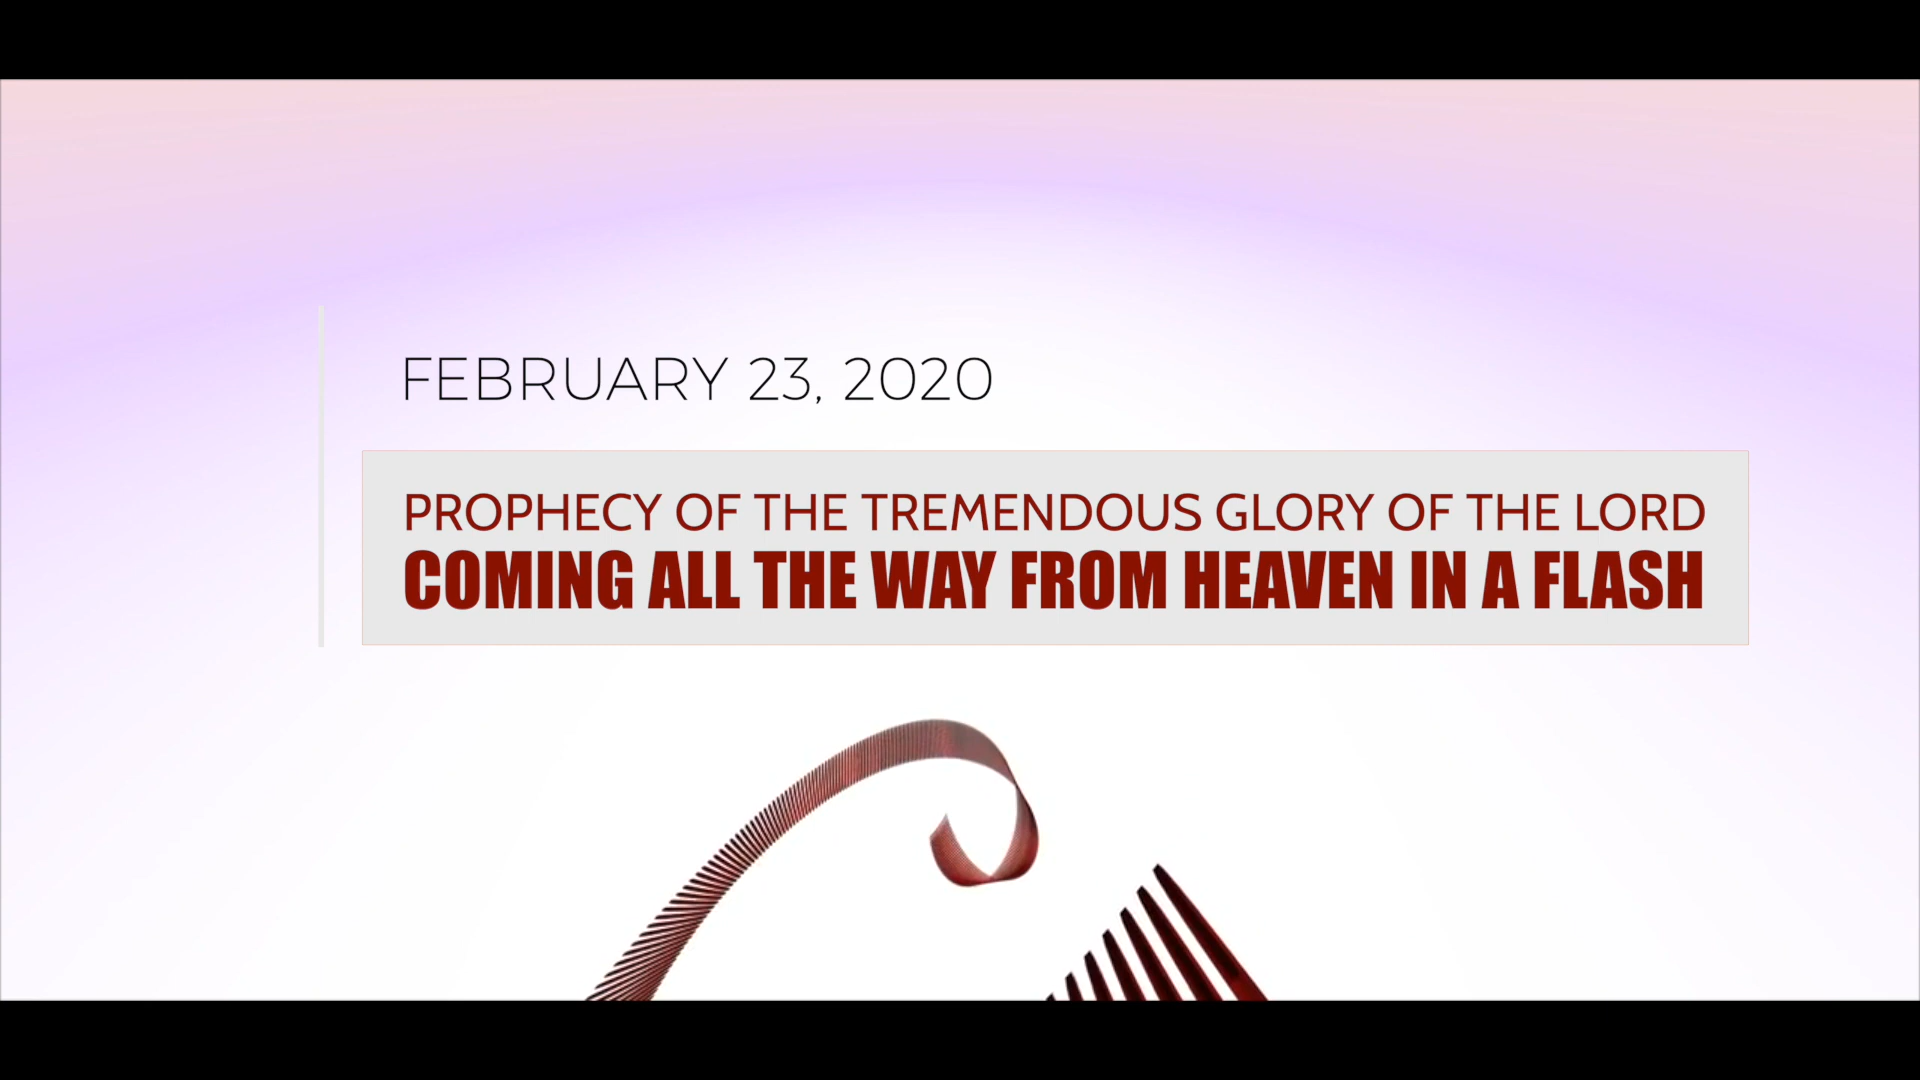 FEBRUARY 23, 2020
PROPHECY OF THE TREMENDOUS GLORY OF THE LORD
COMING ALL THE WAY FROM HEAVEN IN A FLASH